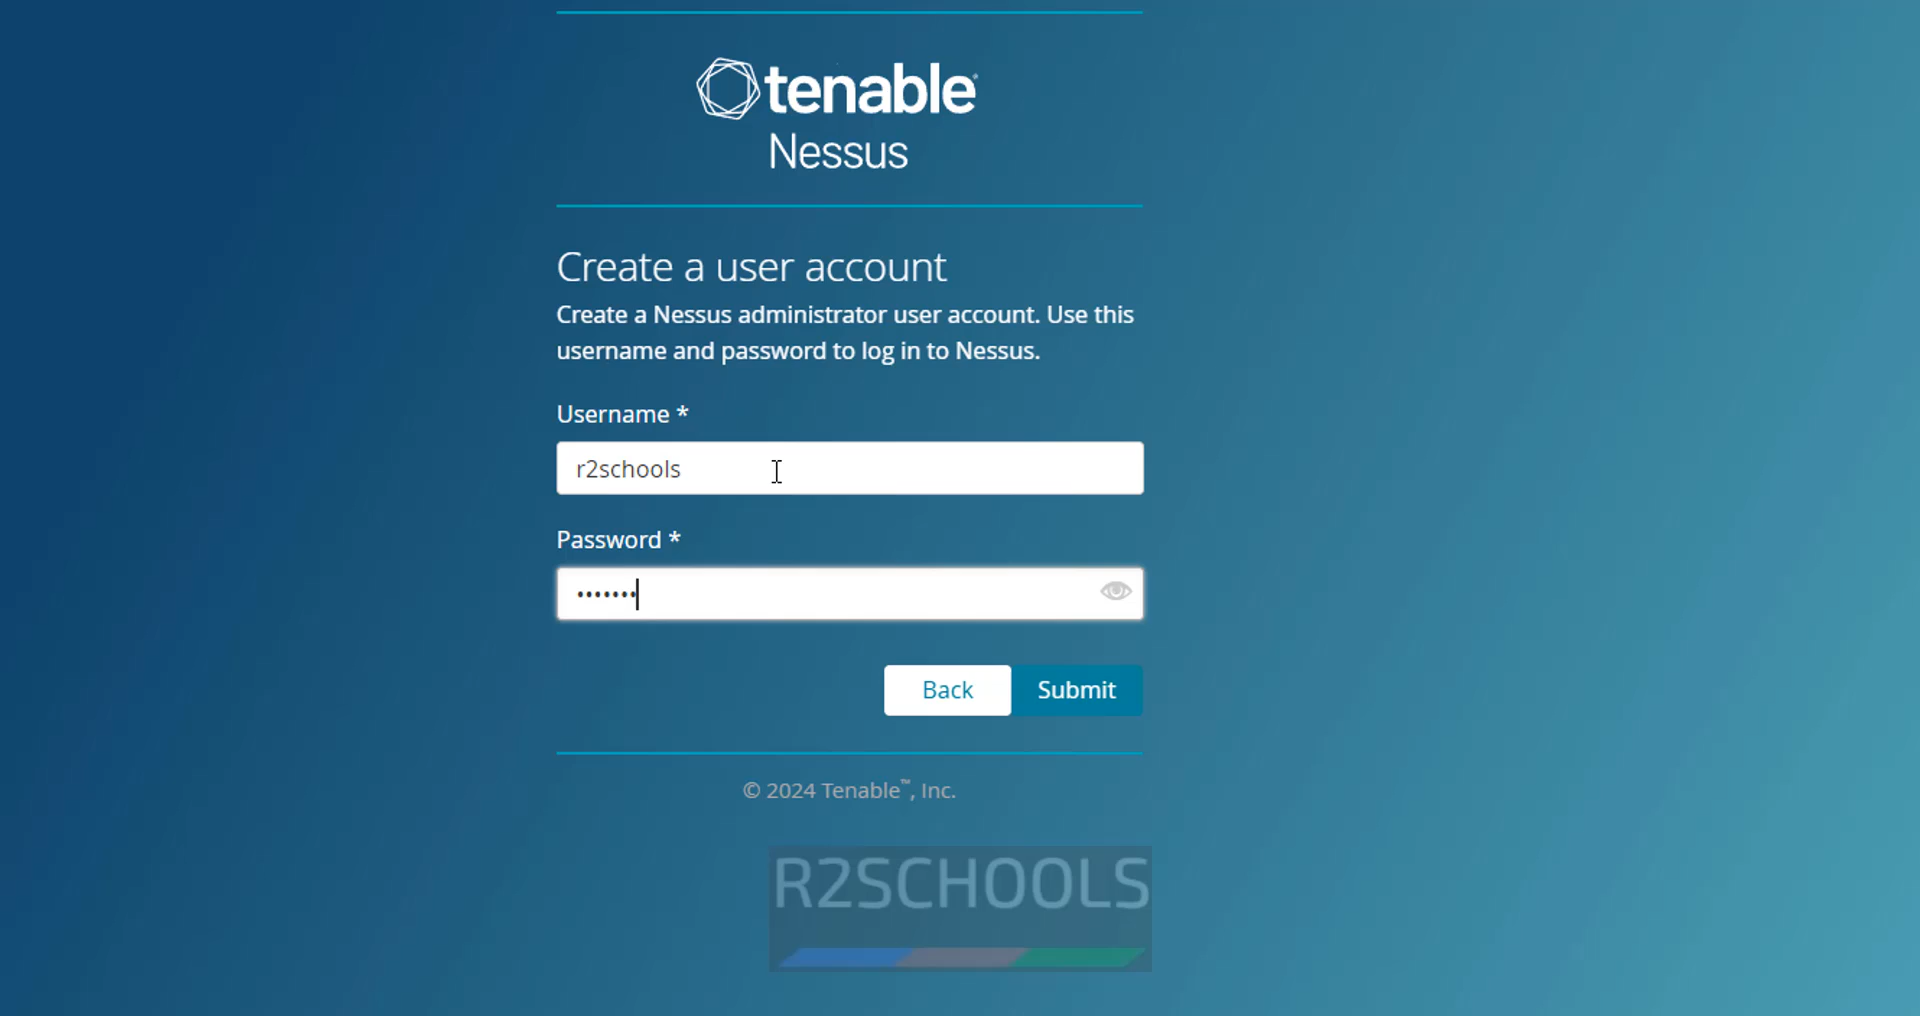 tenable
Nessus
Create a user account
Create a Nessus administrator user account. Use this
username and password to log in to Nessus.
Username *
r2schools
Password *
•••••••
Back Submit
© 2024 Tenable™, Inc.
R2SCHOOLS